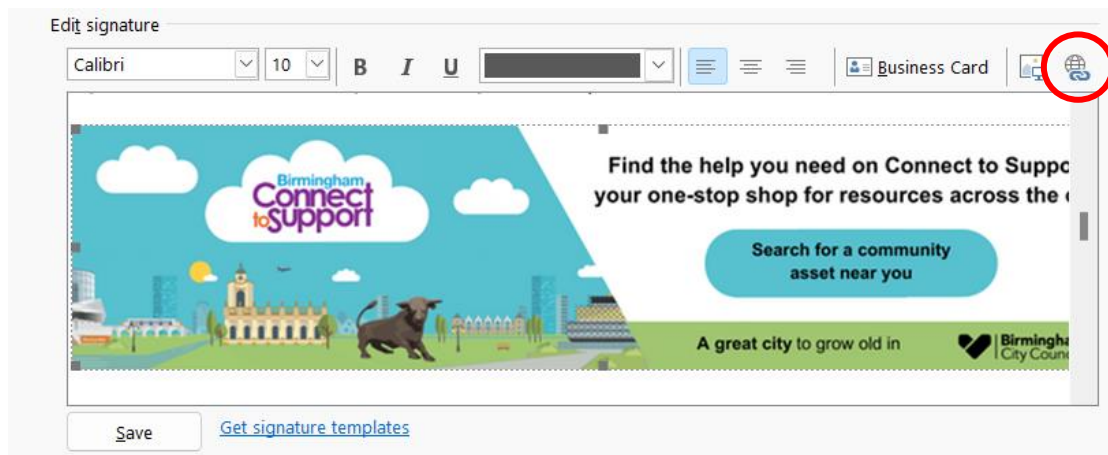 Edit signature
Calibri 10 B I U Business Card
Birmingham
Connect
toSupport
Find the help you need on Connect to Suppo
your one-stop shop for resources across the
Search for a community
asset near you
A great city to grow old in
Birmingha
City Counc
Save Get signature templates